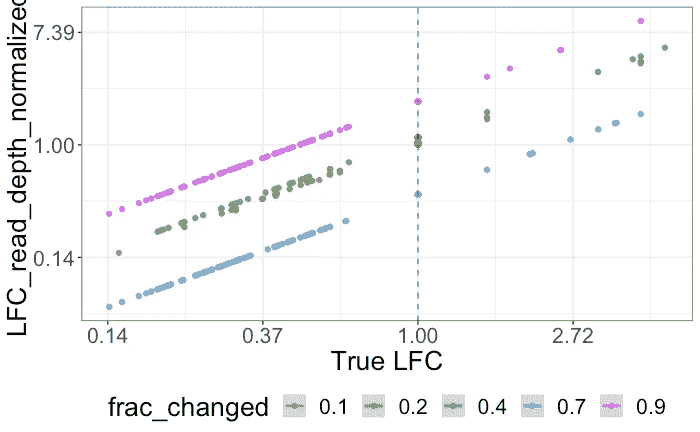 LFC_read_depth_normalized
7.39
1.00
0.14
0.14 0.37 1.00 2.72
True LFC
frac_changed 0.1 0.2 0.4 0.7 0.9